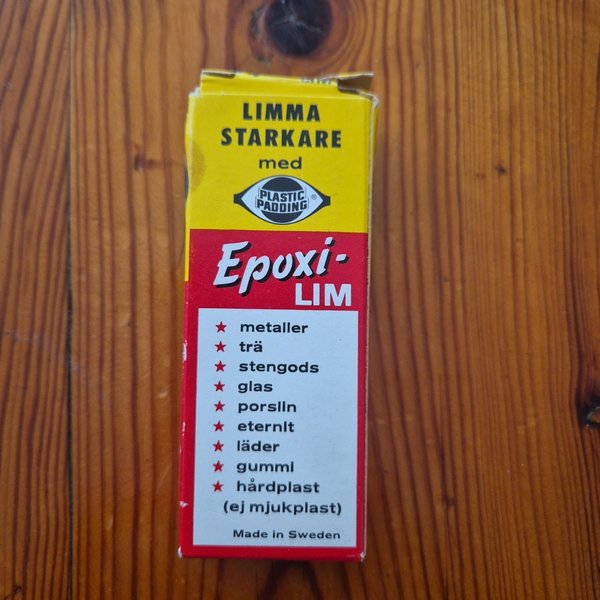 LIMMA
STARKARE
med
PLASTIC
PADDING ®
Epoxi-
LIM
★ metaller
★ trä
★ stengods
★ glas
★ porslin
★ eternit
★ läder
★ gummi
★ hårdplast
(ej mjukplast)
Made in Sweden